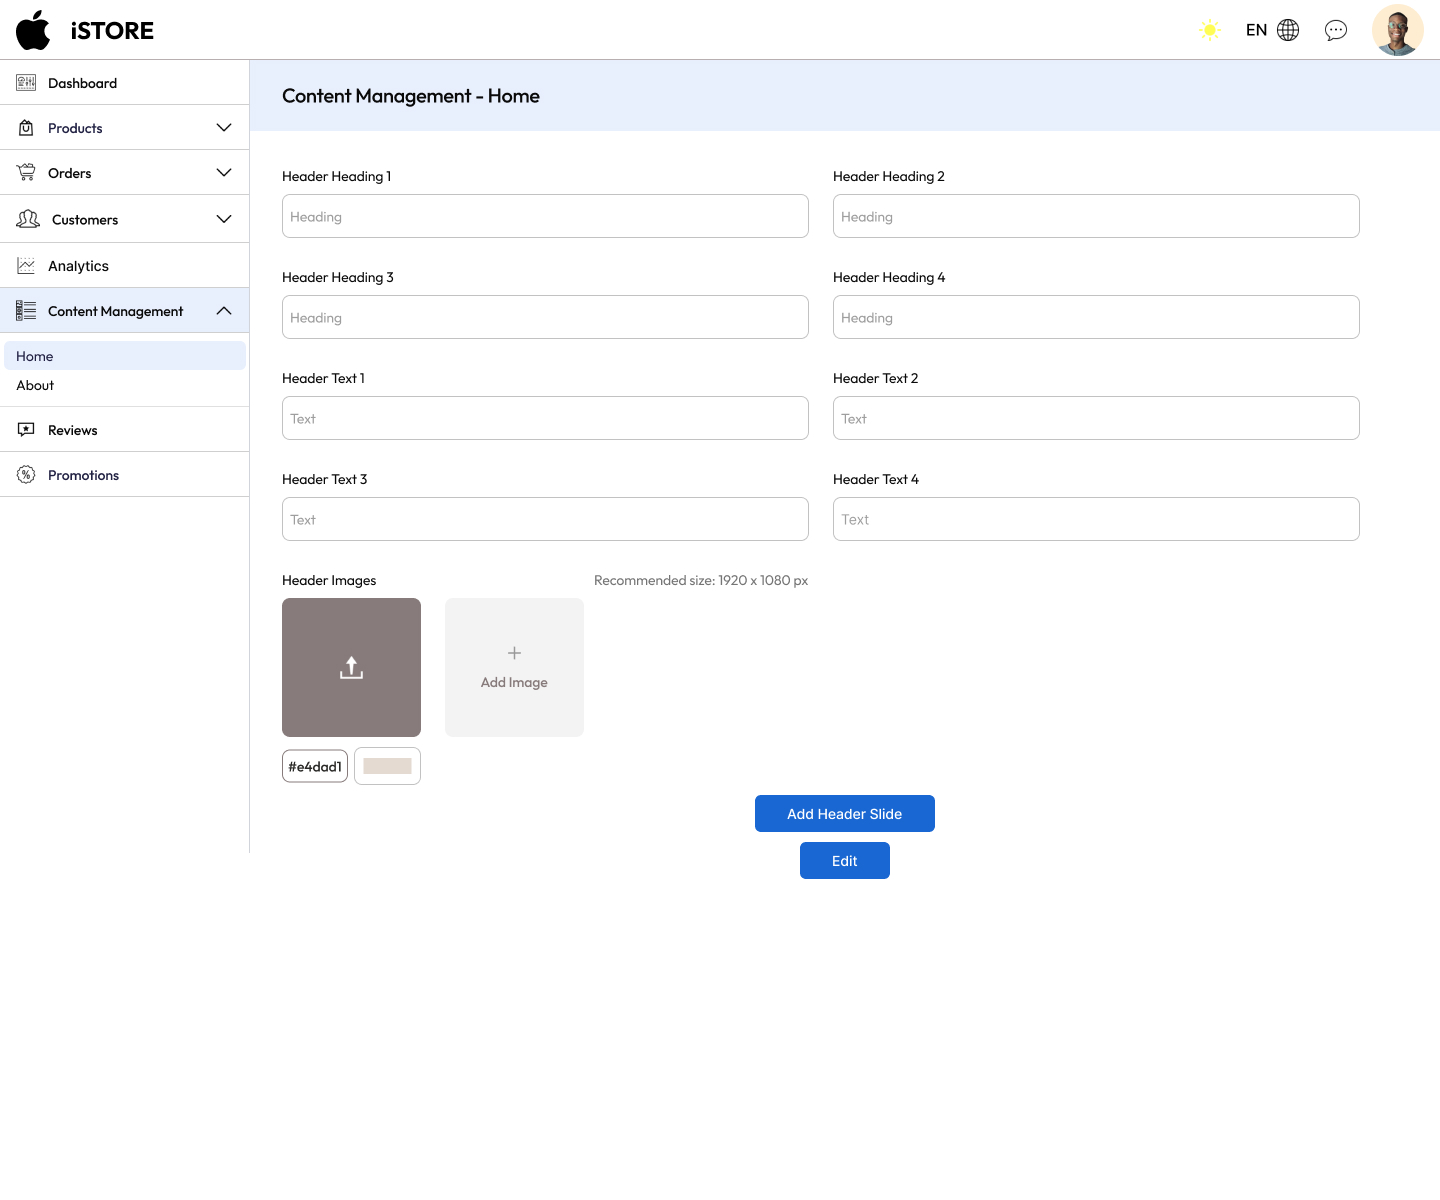 iSTORE
EN
Dashboard
Products
Orders
Customers
Analytics
Content Management
Home
About
Reviews
Promotions
Content Management - Home
Header Heading 1
Heading
Header Heading 2
Heading
Header Heading 3
Heading
Header Heading 4
Heading
Header Text 1
Text
Header Text 2
Text
Header Text 3
Text
Header Text 4
Text
Header Images
Recommended size: 1920 x 1080 px
Add Image
#e4dad1
Add Header Slide
Edit